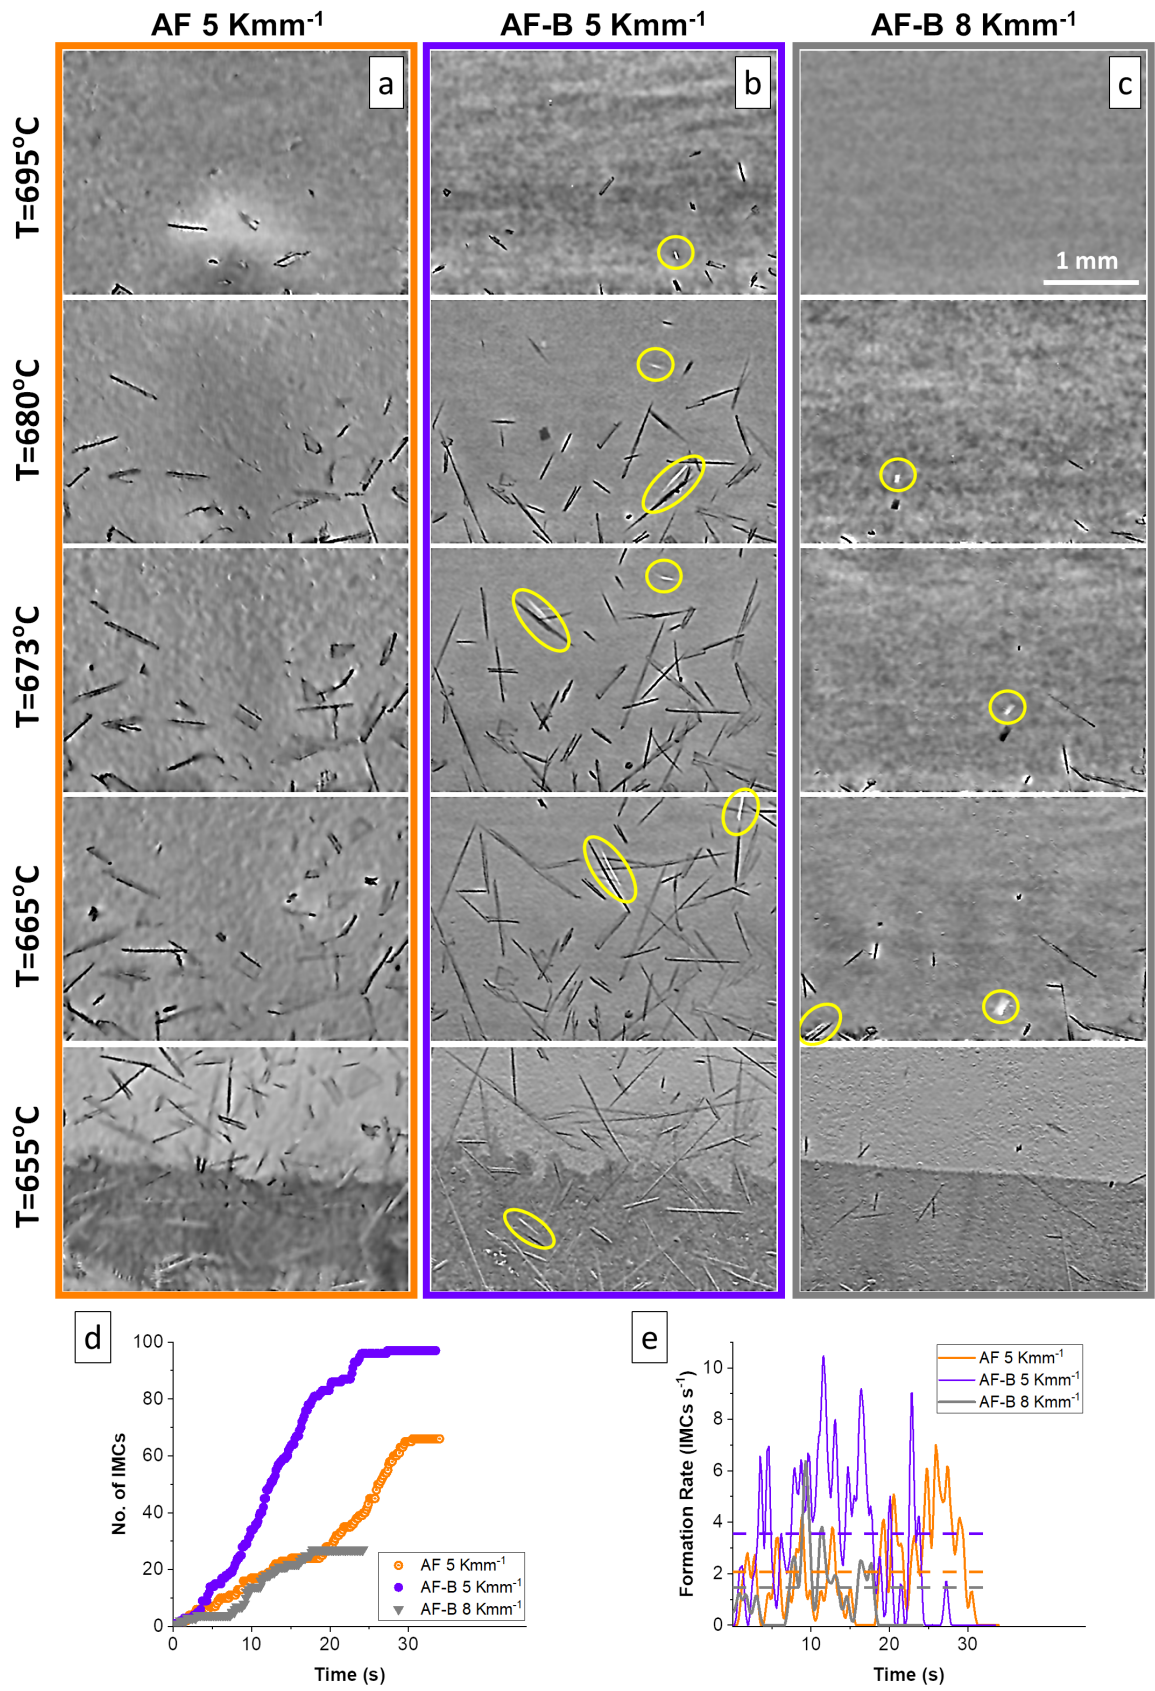 AF 5 Kmm⁻¹
AF-B 5 Kmm⁻¹
AF-B 8 Kmm⁻¹
a
b
c
T=695°C
1 mm
T=680°C
T=673°C
T=665°C
T=655°C
d
100
80
60
40
20
0
No. of IMCs
0
10
20
30
Time (s)
AF 5 Kmm⁻¹
AF-B 5 Kmm⁻¹
AF-B 8 Kmm⁻¹
e
10
8
6
4
2
0
Formation Rate (IMCs s⁻¹)
10
20
30
Time (s)
AF 5 Kmm⁻¹
AF-B 5 Kmm⁻¹
AF-B 8 Kmm⁻¹